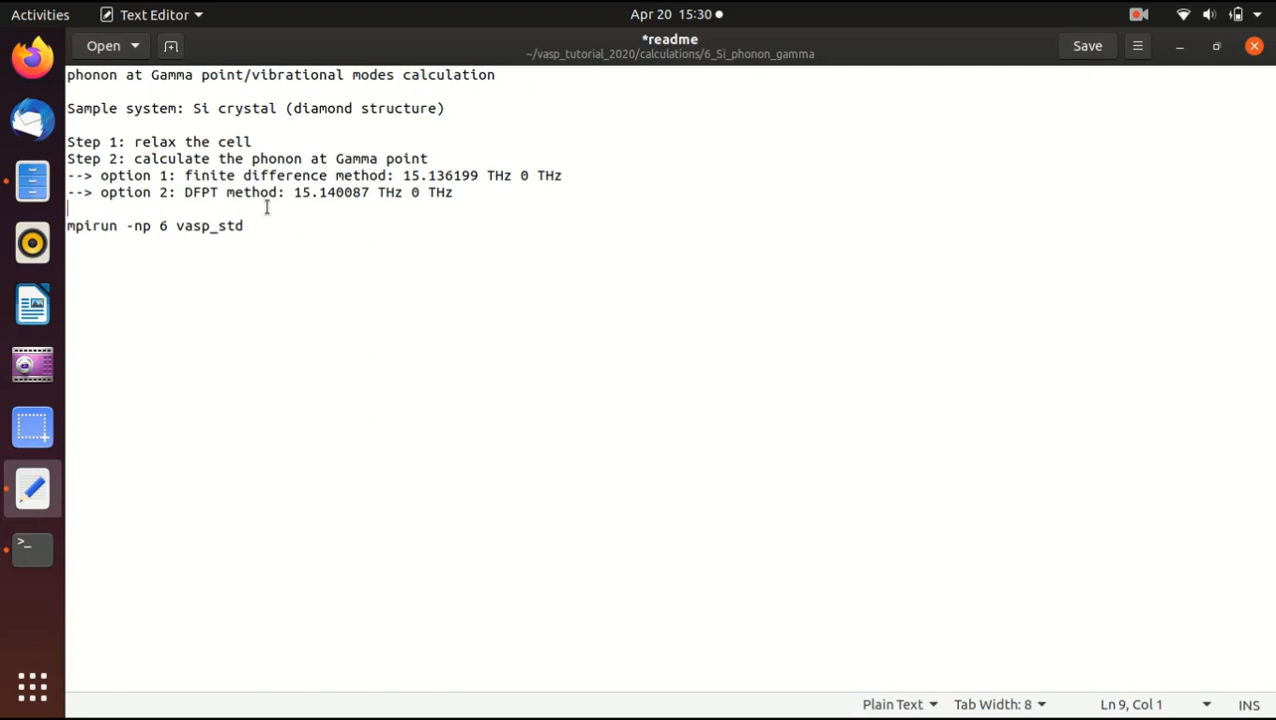 Activities
Text Editor
Apr 20 15:30
Open
*readme
~/vasp_tutorial_2020/calculations/6_Si_phonon_gamma
Save
phonon at Gamma point/vibrational modes calculation
Sample system: Si crystal (diamond structure)
Step 1: relax the cell
Step 2: calculate the phonon at Gamma point
--> option 1: finite difference method: 15.136199 THz 0 THz
--> option 2: DFPT method: 15.140087 THz 0 THz
mpirun -np 6 vasp_std
Plain Text
Tab Width: 8
Ln 9, Col 1
INS